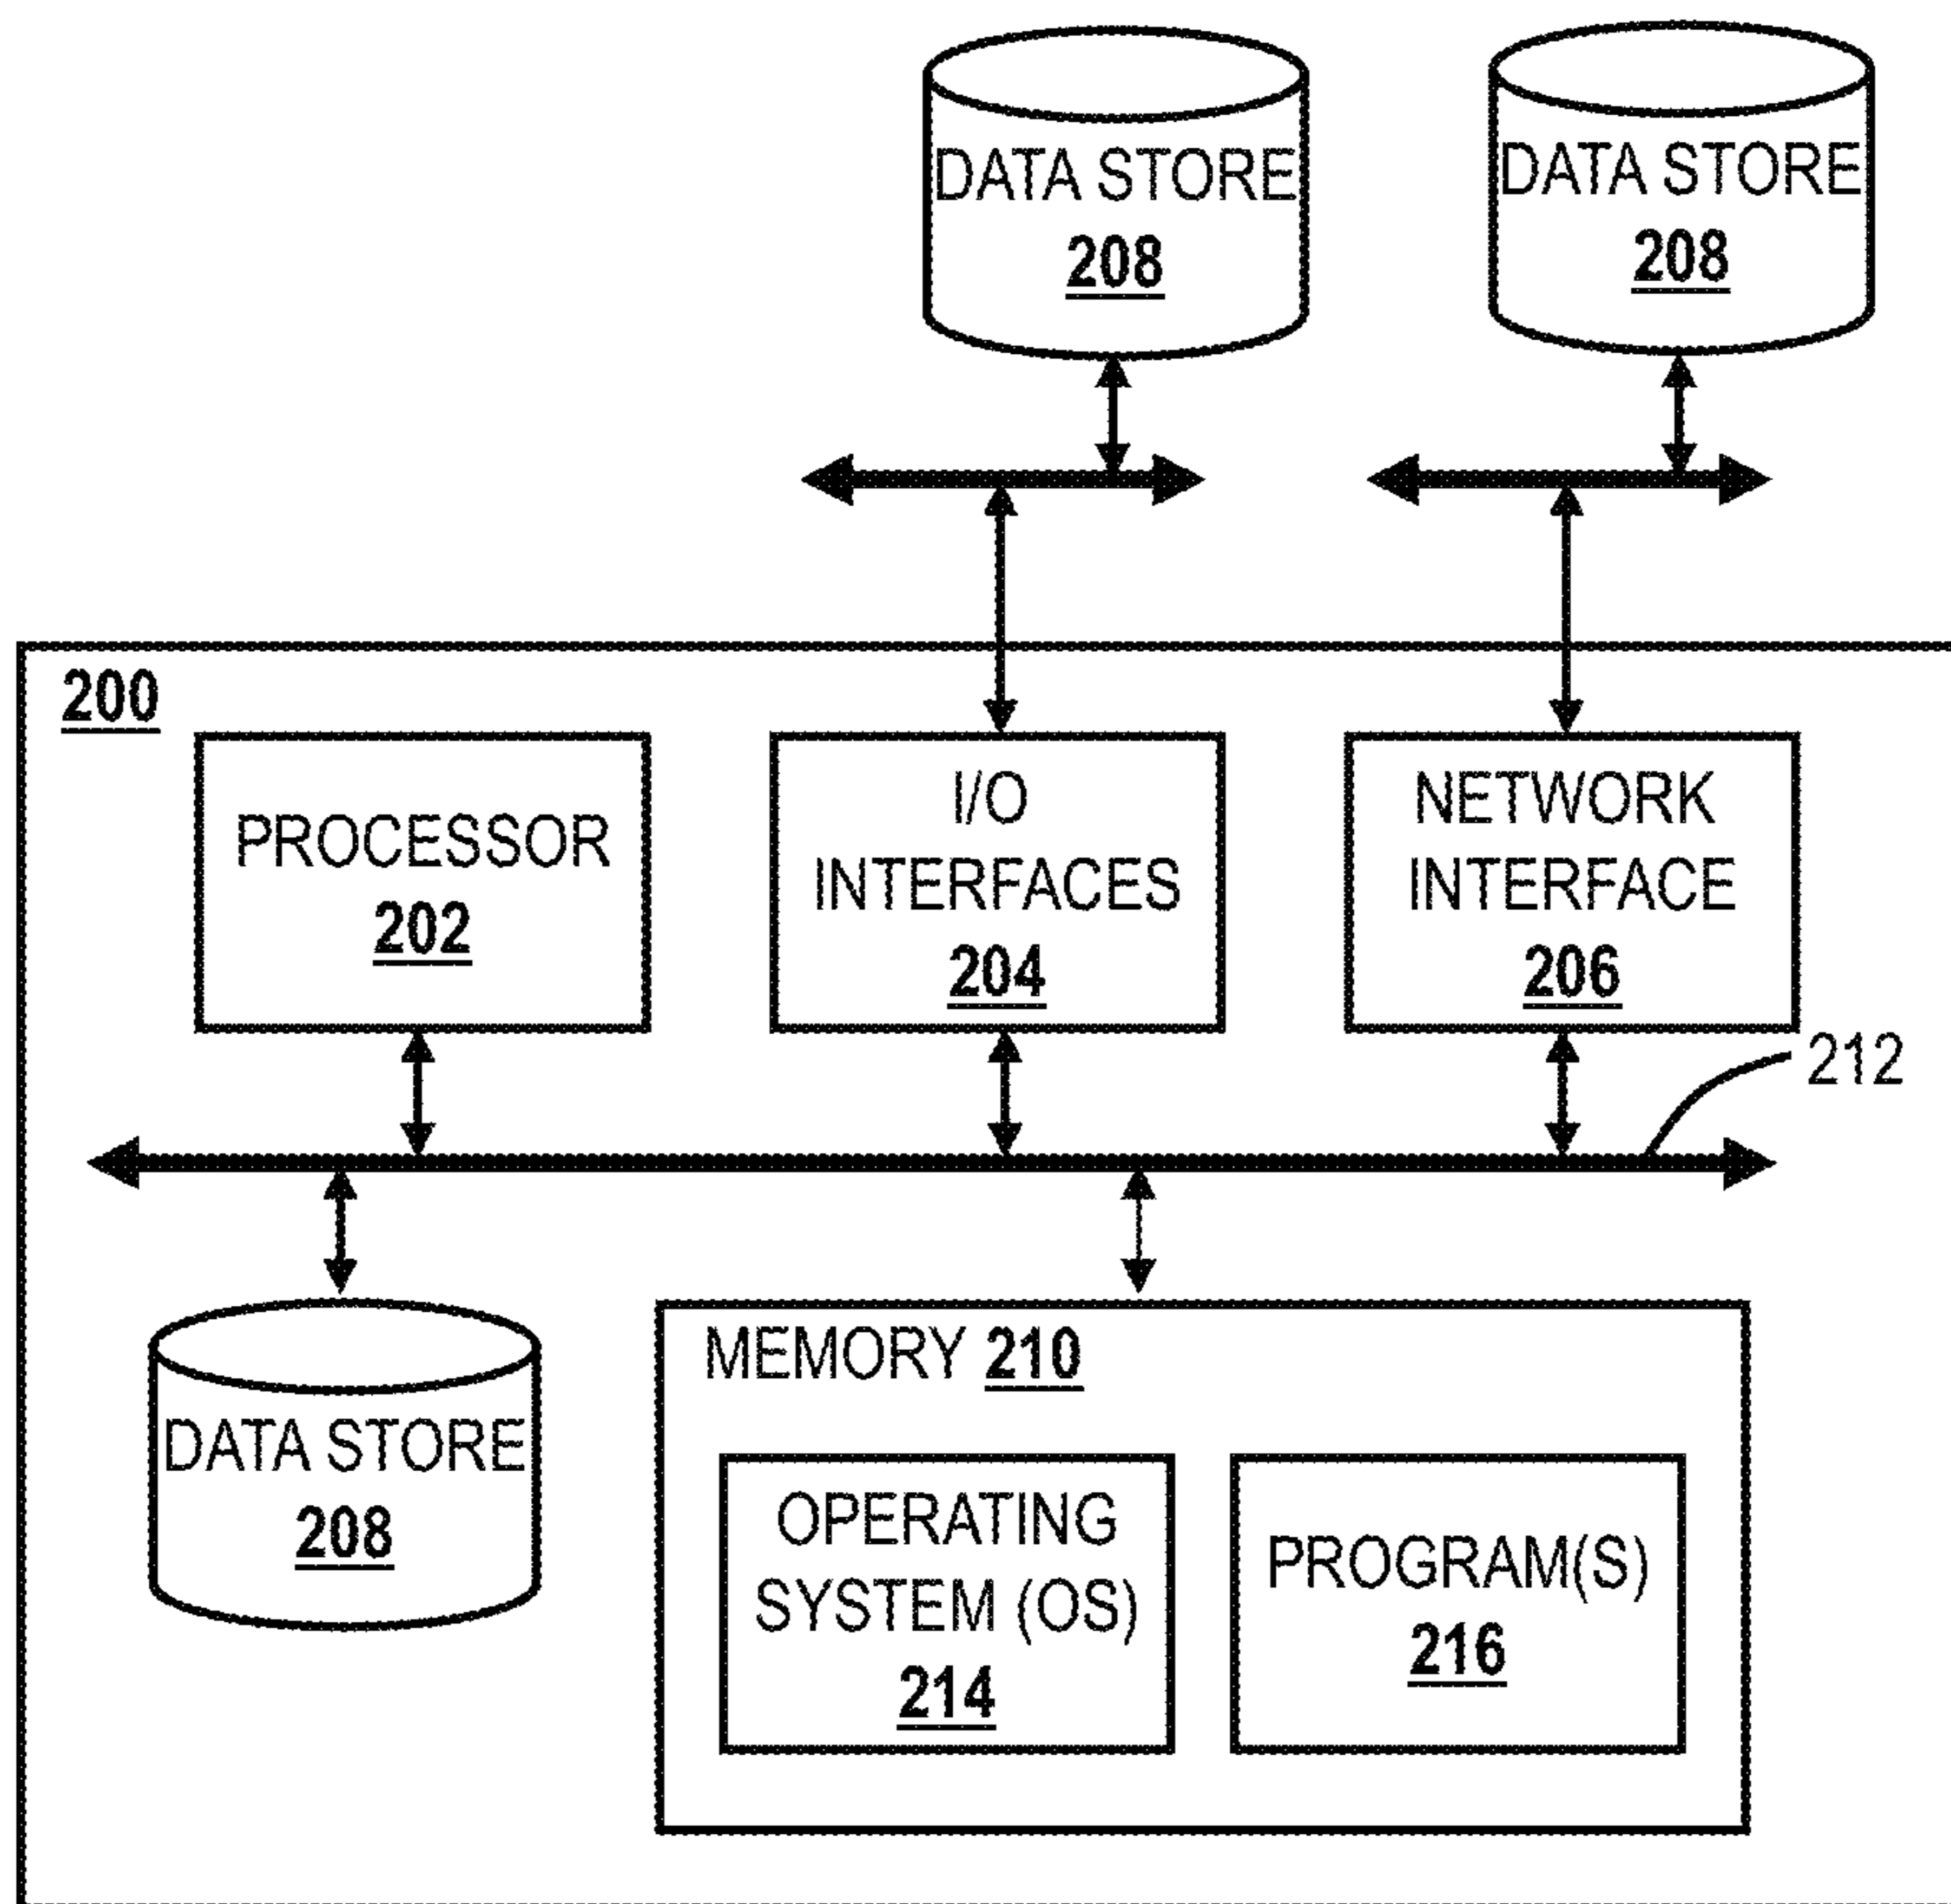 DATA STORE
208
DATA STORE
208
200
PROCESSOR
202
I/O
INTERFACES
204
NETWORK
INTERFACE
206
212
DATA STORE
208
MEMORY 210
OPERATING
SYSTEM (OS)
214
PROGRAM(S)
216